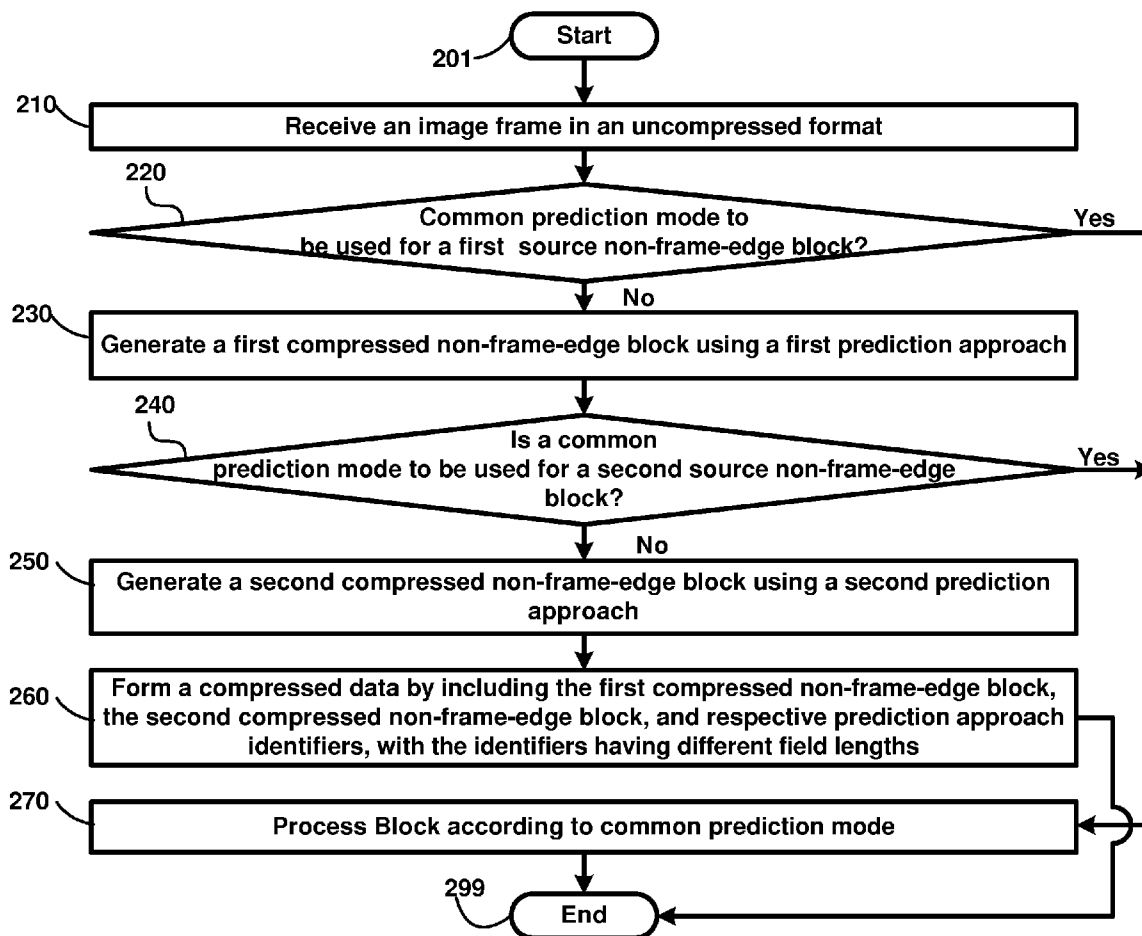 Start
201
210
Receive an image frame in an uncompressed format
220
Common prediction mode to
be used for a first source non-frame-edge block?
Yes
No
230
Generate a first compressed non-frame-edge block using a first prediction approach
240
Is a common
prediction mode to be used for a second source non-frame-edge
block?
Yes
No
250
Generate a second compressed non-frame-edge block using a second prediction
approach
260
Form a compressed data by including the first compressed non-frame-edge block,
the second compressed non-frame-edge block, and respective prediction approach
identifiers, with the identifiers having different field lengths
270
Process Block according to common prediction mode
299
End